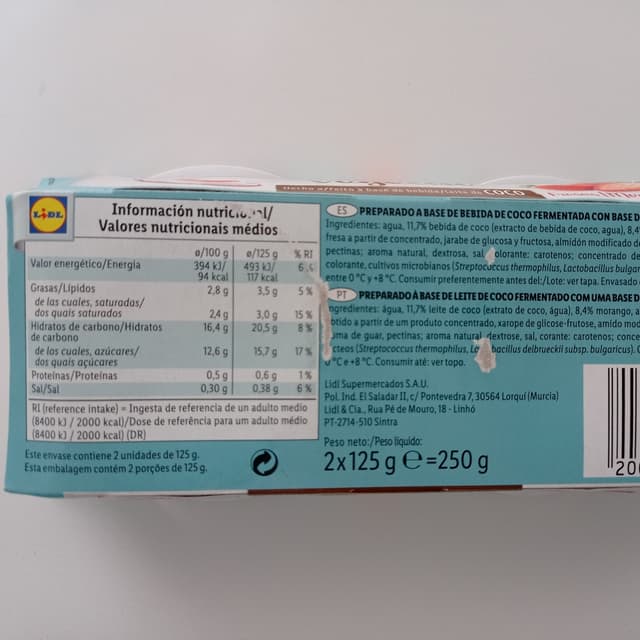 LIDL
Información
Valores nutricionais médios
ø/100 g ø/125 g % RI
Valor energético/Energia 394 kJ/ 94 kcal 493 kJ/ 117 kcal 6
Grasas/Lípidos 2,8 g 3,5 g 5 %
de las cuales, saturadas/
dos quais saturados 2,4 g 3,0 g 15 %
Hidratos de carbono/Hidratos de carbono 16,4 g 20,5 g 8 %
de los cuales, azúcares/
dos quais açúcares 12,6 g 15,7 g 17 %
Proteínas/Proteínas 0,5 g 0,6 g 1 %
Sal/Sal 0,30 g 0,38 g 6 %
RI (reference intake) = Ingesta de referencia de un adulto medio
(8400 kJ / 2000 kcal)/Dose de referência para um adulto médio
(8400 kJ / 2000 kcal) (DR)
Este envase contiene 2 unidades de 125 g.
Esta embalagem contém 2 porções de 125 g.
COCO
ES PREPARADO A BASE DE BEBIDA DE COCO FERMENTADA CON BASE D
Ingredientes: agua, 11,7% bebida de coco (extracto de bebida de coco, agua), 8,4
fresa a partir de concentrado, jarabe de glucosa y fructosa, almidón modificado d
pectinas; aroma natural, dextrosa, sal, colorante: carotenos; concentrado de
colorante, cultivos microbianos (Streptococcus thermophilus, Lactobacillus bulgar
entre 0 °C y +8 °C. Consumir preferentemente antes del:/Lote: ver tapa. Envasado
PT PREPARADO À BASE DE LEITE DE COCO FERMENTADO COM UMA BASE D
ngredientes: água, 11,7% leite de coco (extrato de coco, água), 8,4% morango, a
btido a partir de um produto concentrado, xarope de glicose-frutose, amido mo
ma de guar, pectinas; aroma natural, dextrose, sal, corante: carotenos; conce
cteos (Streptococcus thermophilus, bacillus delbrueckii subsp. bulgaricus).
°C e +8 °C. Consumir até: ver topo.
Lidl Supermercados S.A.U.
Pol. Ind. El Saladar II, c/ Pontevedra 7, 30564 Lorquí (Murcia)
Lidl & Cia., Rua Pé de Mouro, 18 - Linhó
PT-2714-510 Sintra
Peso neto:/Peso líquido:
2 x 125 g ℮ = 250 g
20